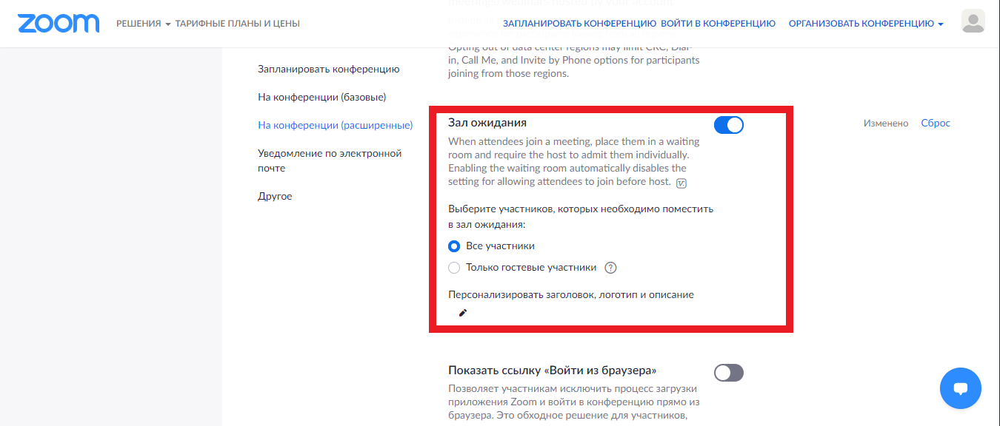 meetings/webinars hosted by your account
zoom
РЕШЕНИЯ
ТАРИФНЫЕ ПЛАНЫ И ЦЕНЫ
ЗАПЛАНИРОВАТЬ КОНФЕРЕНЦИЮ
ВОЙТИ В КОНФЕРЕНЦИЮ
ОРГАНИЗОВАТЬ КОНФЕРЕНЦИЮ
Запланировать конференцию
На конференции (базовые)
На конференции (расширенные)
Уведомление по электронной
почте
Другое
Opting out of data center regions may limit CRC, Dial-
in, Call Me, and Invite by Phone options for participants
joining from those regions.
Зал ожидания
When attendees join a meeting, place them in a waiting
room and require the host to admit them individually.
Enabling the waiting room automatically disables the
setting for allowing attendees to join before host.
Выберите участников, которых необходимо поместить
в зал ожидания:
Все участники
Только гостевые участники
?
Персонализировать заголовок, логотип и описание
Изменено
Сброс
Показать ссылку «Войти из браузера»
Позволяет участникам исключить процесс загрузки
приложения Zoom и войти в конференцию прямо из
браузера. Это обходное решение для участников,